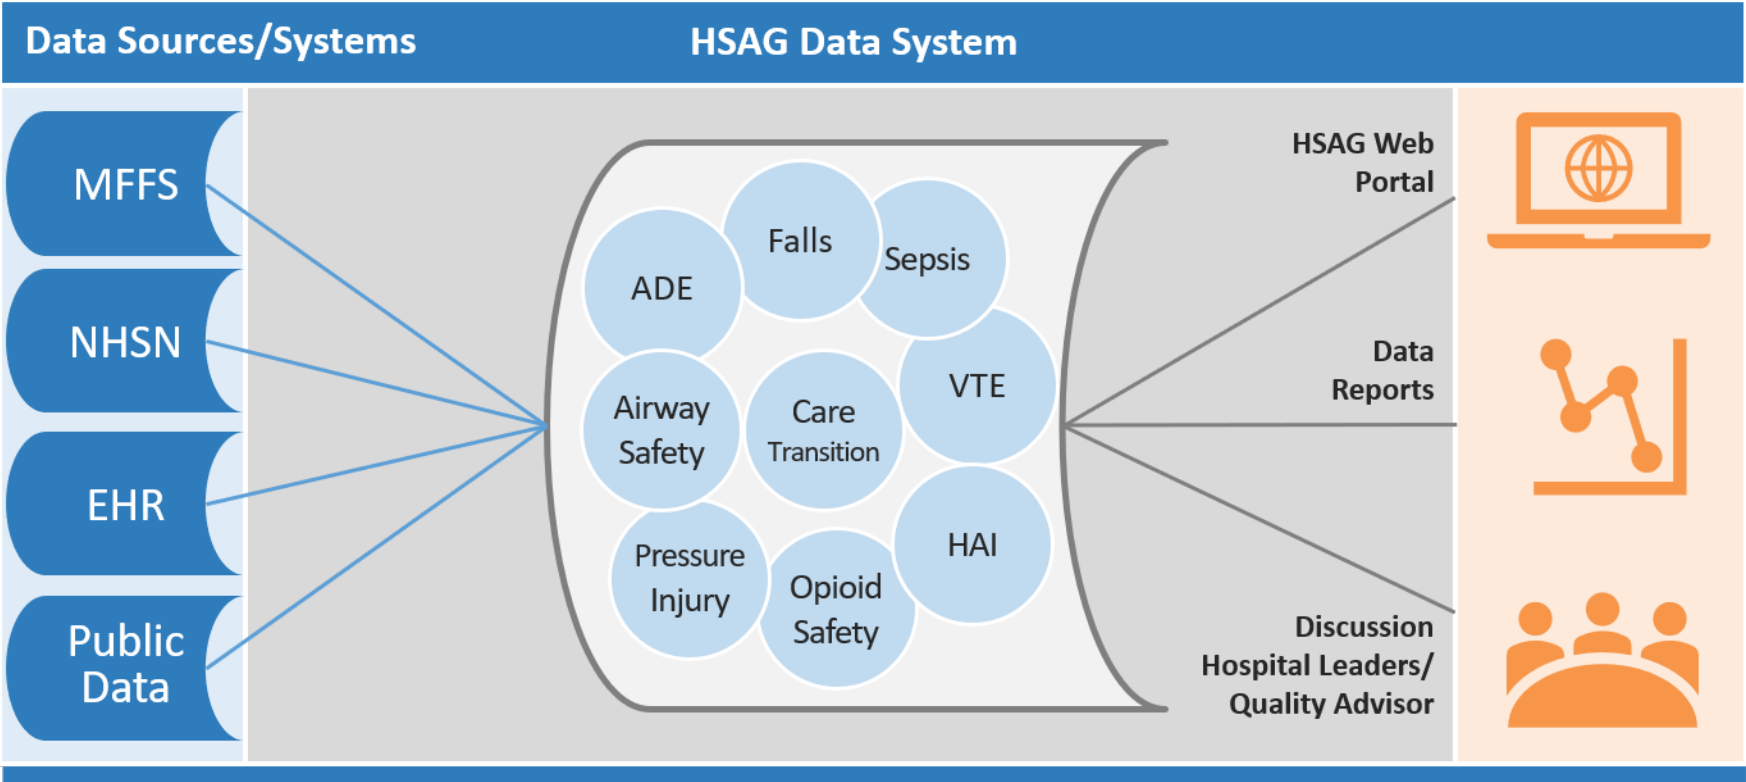 Data Sources/Systems
HSAG Data System
MFFS
NHSN
EHR
Public
Data
ADE
Falls
Sepsis
Airway
Safety
Care
Transition
VTE
Pressure
Injury
Opioid
Safety
HAI
HSAG Web
Portal
Data
Reports
Discussion
Hospital Leaders/
Quality Advisor